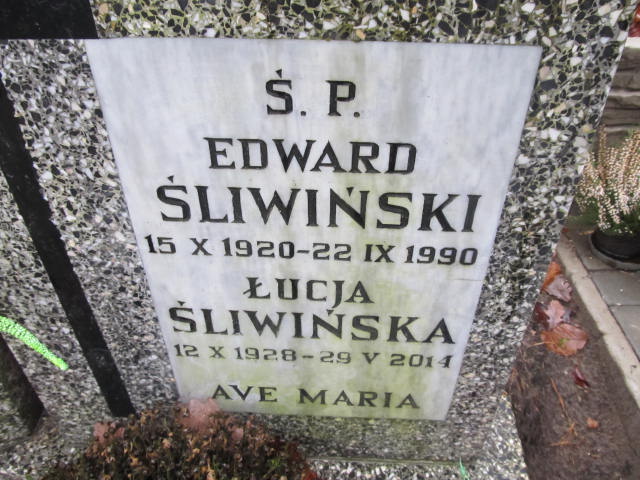 Ś. P.
EDWARD
ŚLIWIŃSKI
15 X 1920-22 IX 1990
ŁUCJA
ŚLIWIŃSKA
12 X 1928-29 V 2014
AVE MARIA